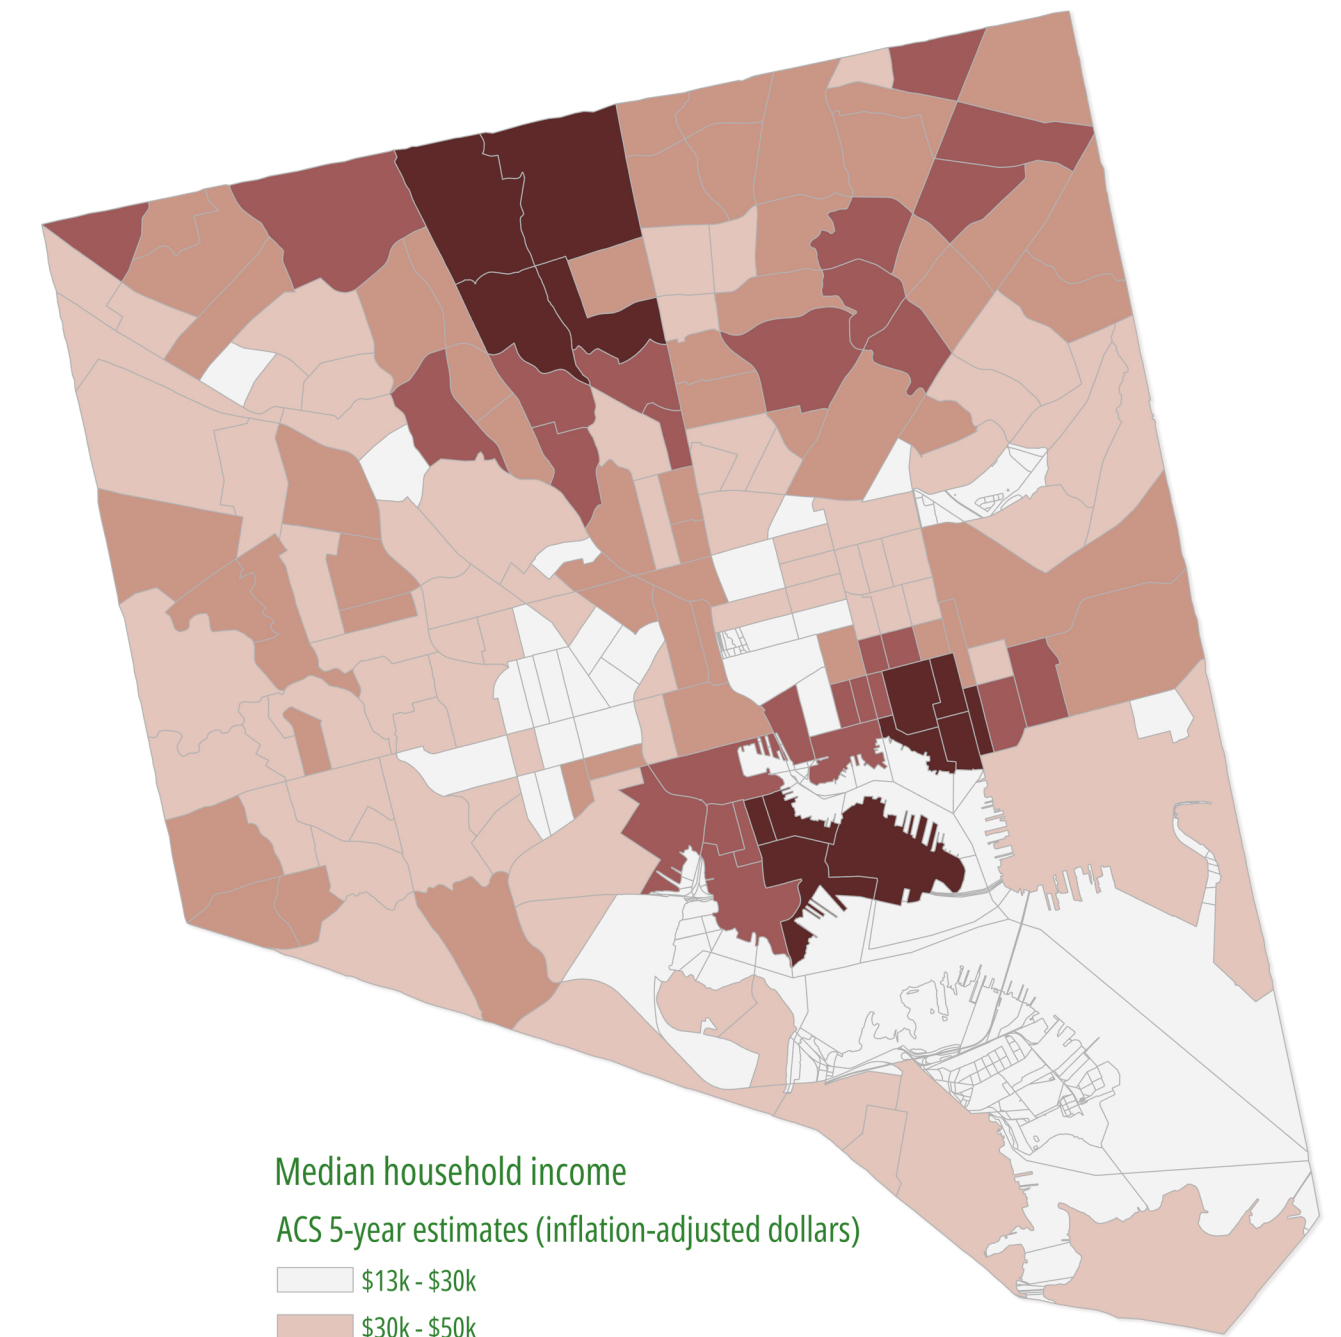 Median household income
ACS 5-year estimates (inflation-adjusted dollars)
$13k - $30k
$30k - $50k